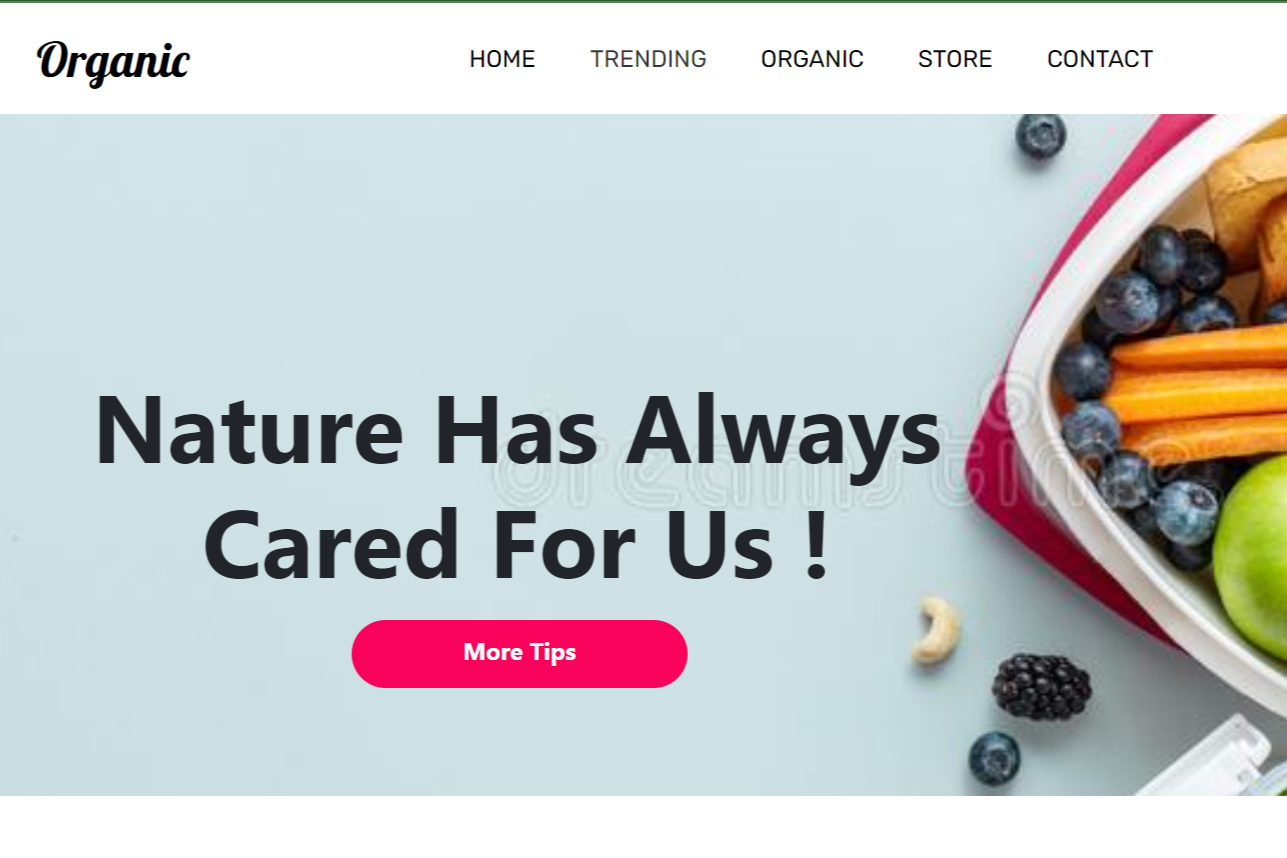 Organic
HOME TRENDING ORGANIC STORE CONTACT
Nature Has Always
dreamstime
Cared For Us !
More Tips